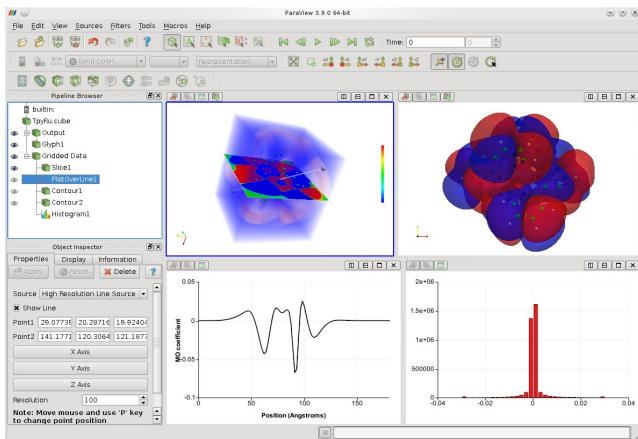 ParaView 3.9.0 64-bit
File Edit View Sources Filters Tools Macros Help
Time: 0 0
Solid Color Representation
Pipeline Browser
builtin:
TpyRu.cube
Output
Glyph1
Gridded Data
Slice1
PlotOverLine1
Contour1
Contour2
Histogram1
Object Inspector
Properties Display Information
Apply Reset Delete ?
Source High Resolution Line Source
Show Line
Point1 29.0773 20.2871 19.92404
Point2 141.177 120.3064 121.187
X Axis
Y Axis
Z Axis
Resolution 100
Note: Move mouse and use 'P' key
to change point position
0.05
0
-0.05
-0.1
MO coefficient
0 50 100 150
Position (Angstroms)
2e+06
1.5e+06
1e+06
500000
0
-0.04 -0.02 0 0.02 0.04